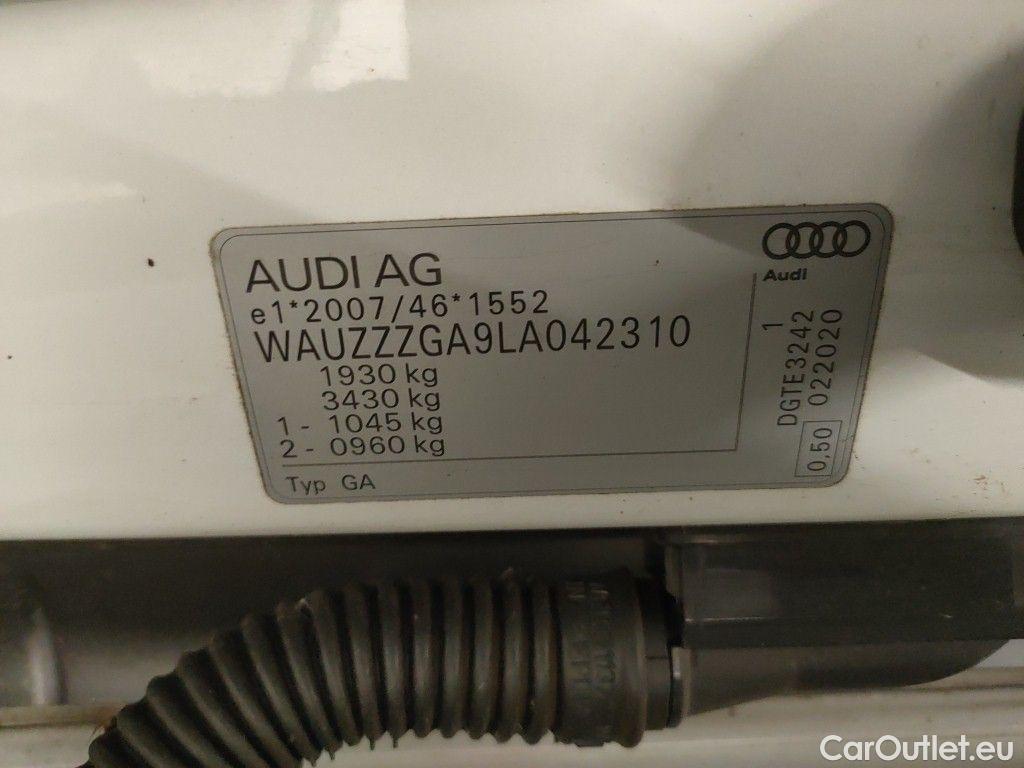 AUDI AG
e1*2007/46*1552
WAUZZZGA9LA042310
1930 kg
3430 kg
1 - 1045 kg
2 - 0960 kg
Typ GA
Audi
1
DGTE3242
022020
0,50
CarOutlet.eu